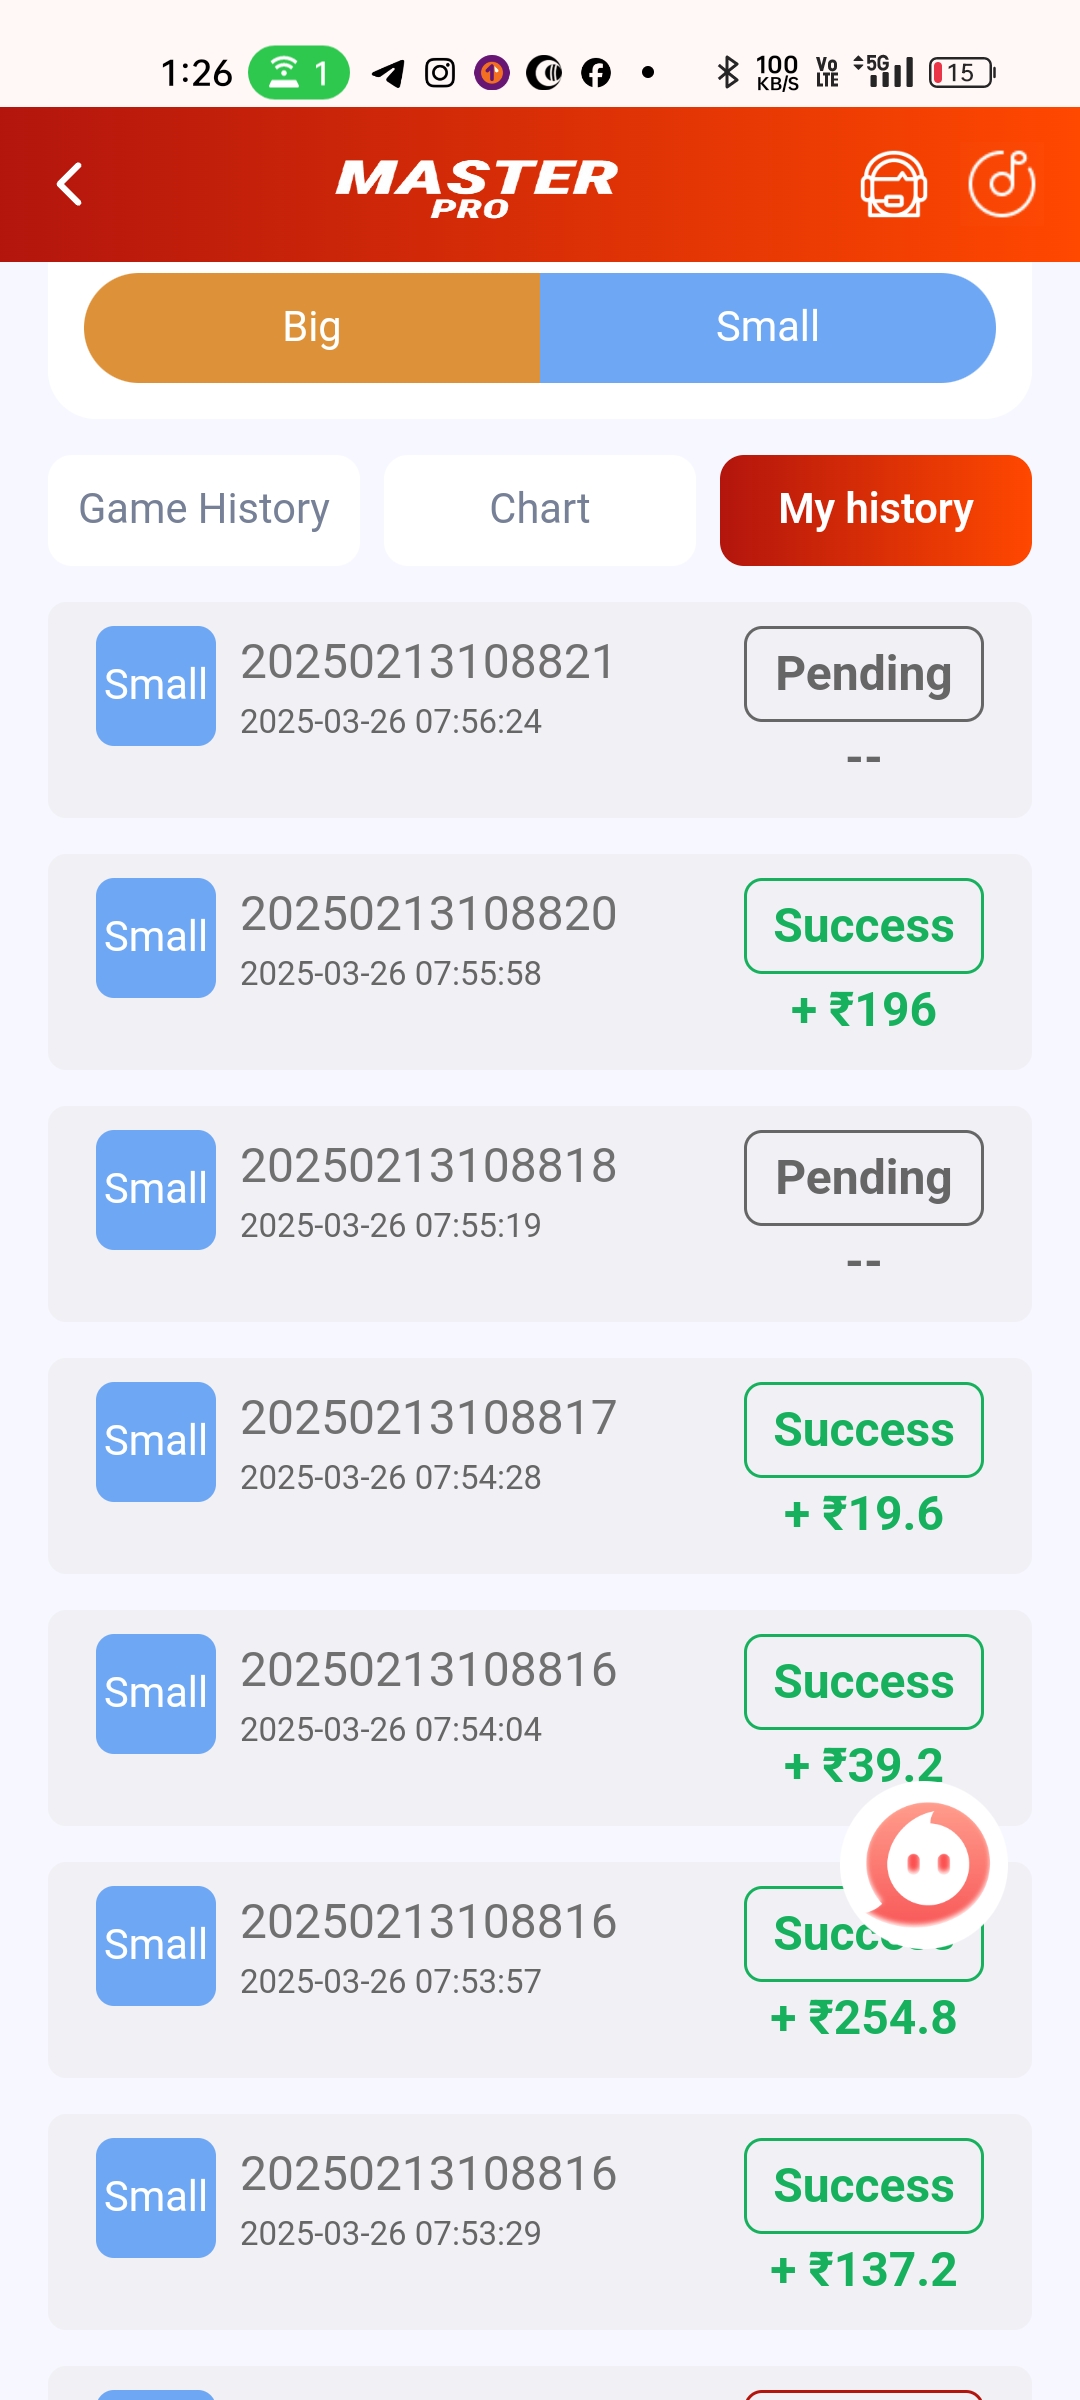 1:26 1 100 KB/S Vo LTE 5G 15
MASTER
PRO
Big Small
Game History Chart My history
Small 20250213108821 Pending
2025-03-26 07:56:24
--
Small 20250213108820 Success
2025-03-26 07:55:58
+ ₹196
Small 20250213108818 Pending
2025-03-26 07:55:19
--
Small 20250213108817 Success
2025-03-26 07:54:28
+ ₹19.6
Small 20250213108816 Success
2025-03-26 07:54:04
+ ₹39.2
Small 20250213108816 Success
2025-03-26 07:53:57
+ ₹254.8
Small 20250213108816 Success
2025-03-26 07:53:29
+ ₹137.2